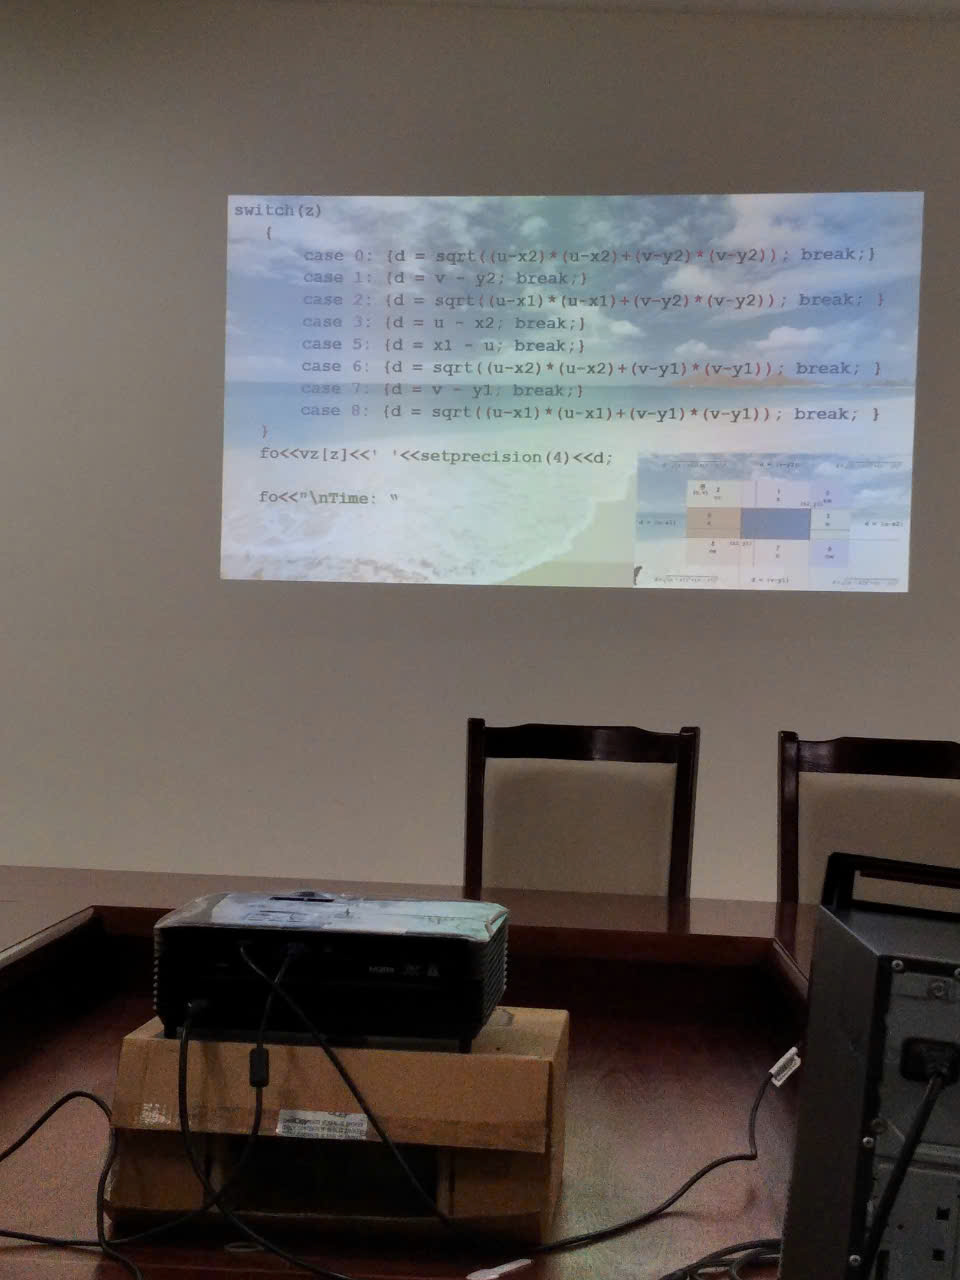 switch(z)
{
case 0: {d = sqrt((u-x2)*(u-x2)+(v-y2)*(v-y2)); break;}
case 1: {d = v - y2; break;}
case 2: {d = sqrt((u-x1)*(u-x1)+(v-y2)*(v-y2)); break; }
case 3: {d = u - x2; break;}
case 5: {d = x1 - u; break;}
case 6: {d = sqrt((u-x2)*(u-x2)+(v-y1)*(v-y1)); break; }
case 7: {d = v - y1; break;}
case 8: {d = sqrt((u-x1)*(u-x1)+(v-y1)*(v-y1)); break; }
}
fo<<vz[z]<<' '<<setprecision(4)<<d;
fo<<"\nTime: "